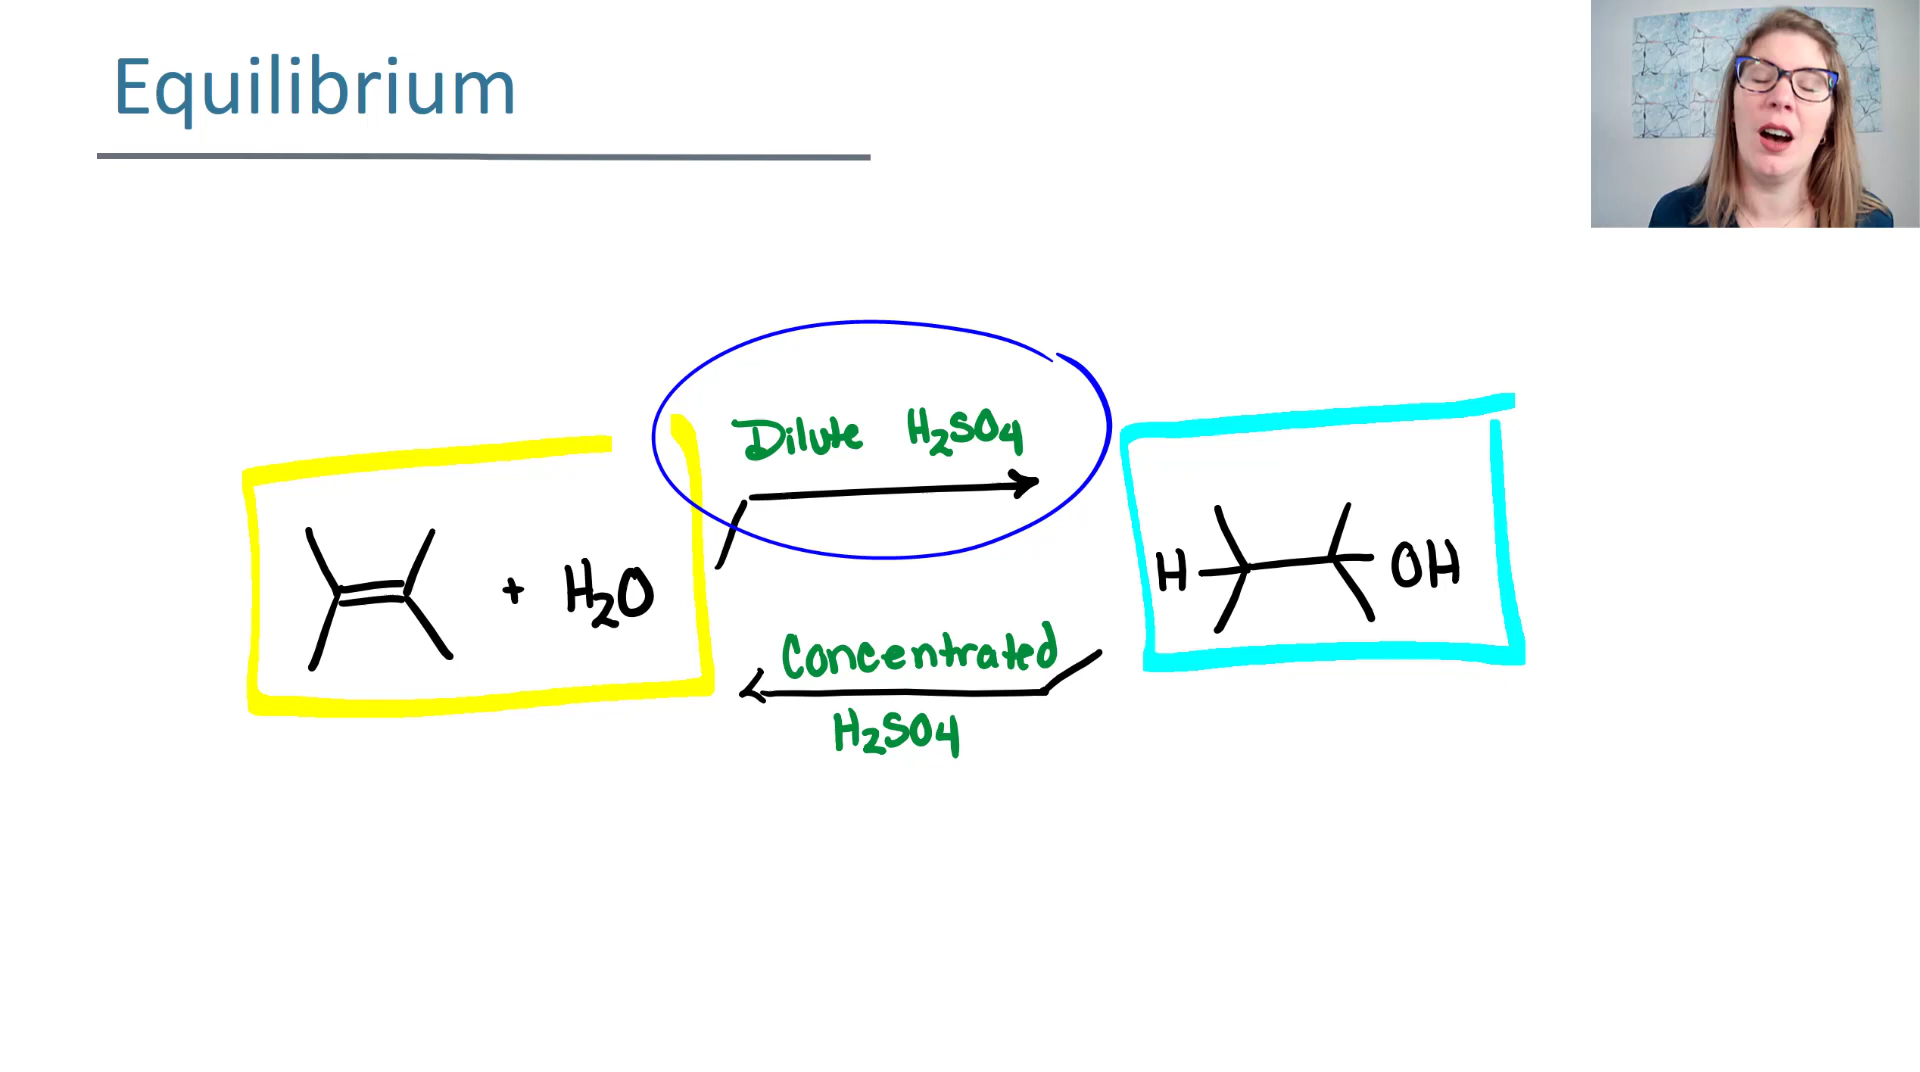 Equilibrium
Dilute H2SO4
+ H2O
H OH
Concentrated
H2SO4